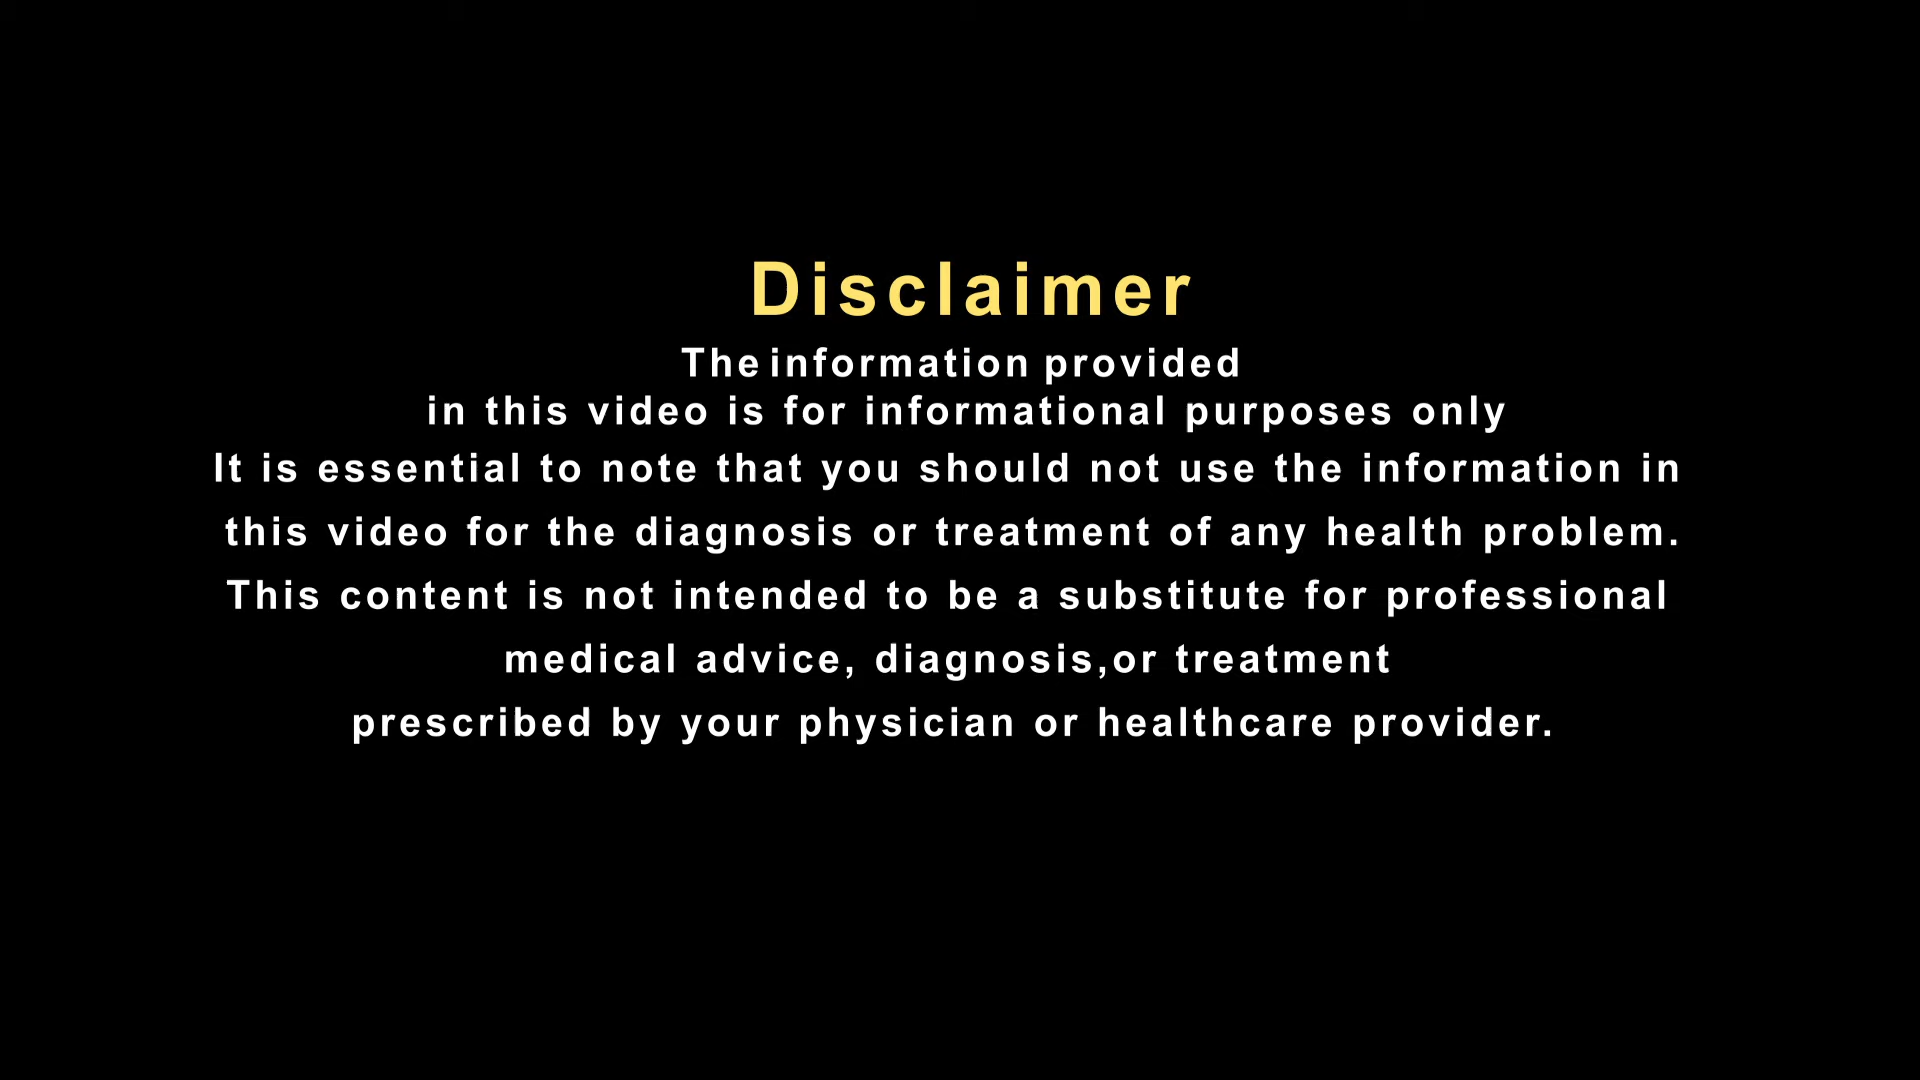 Disclaimer
The information provided
in this video is for informational purposes only
It is essential to note that you should not use the information in
this video for the diagnosis or treatment of any health problem.
This content is not intended to be a substitute for professional
medical advice, diagnosis,or treatment
prescribed by your physician or healthcare provider.